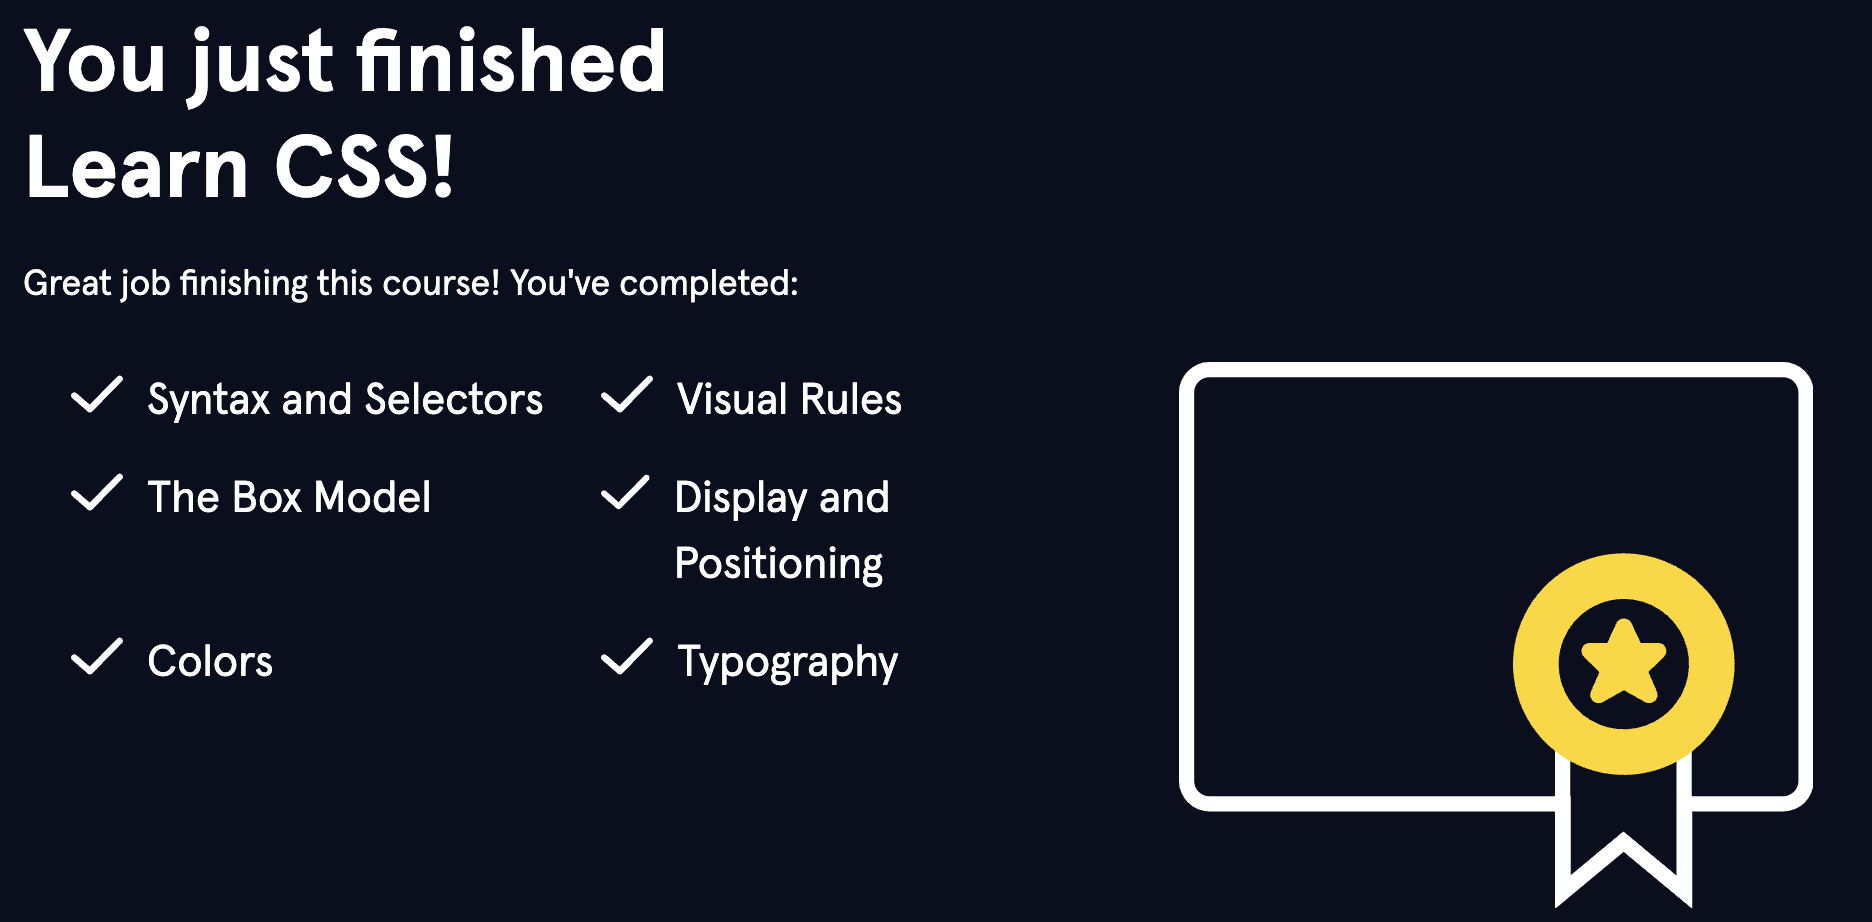 You just finished
Learn CSS!
Great job finishing this course! You've completed:
Syntax and Selectors
Visual Rules
The Box Model
Display and
Positioning
Colors
Typography